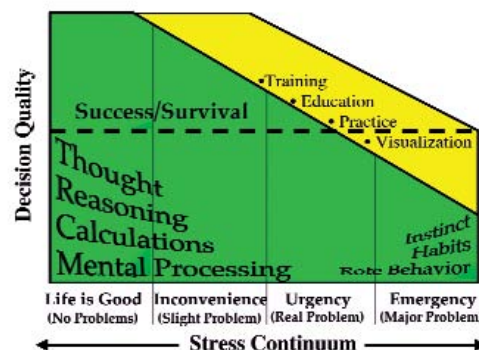 Decision Quality
•Training
•Education
•Practice
•Visualization
Success/Survival
Thought
Reasoning
Calculations
Mental Processing
Instinct
Habits
Rote Behavior
Life is Good
(No Problems)
Inconvenience
(Slight Problem)
Urgency
(Real Problem)
Emergency
(Major Problem)
Stress Continuum